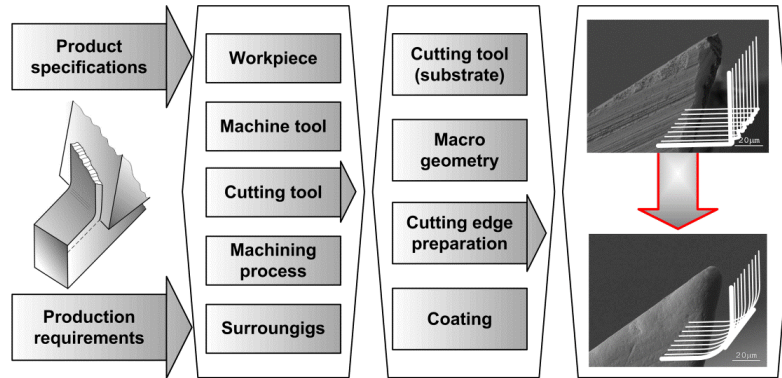 Product
specifications
Production
requirements
Workpiece
Machine tool
Cutting tool
Machining
process
Surroungigs
Cutting tool
(substrate)
Macro
geometry
Cutting edge
preparation
Coating
20μm
20μm